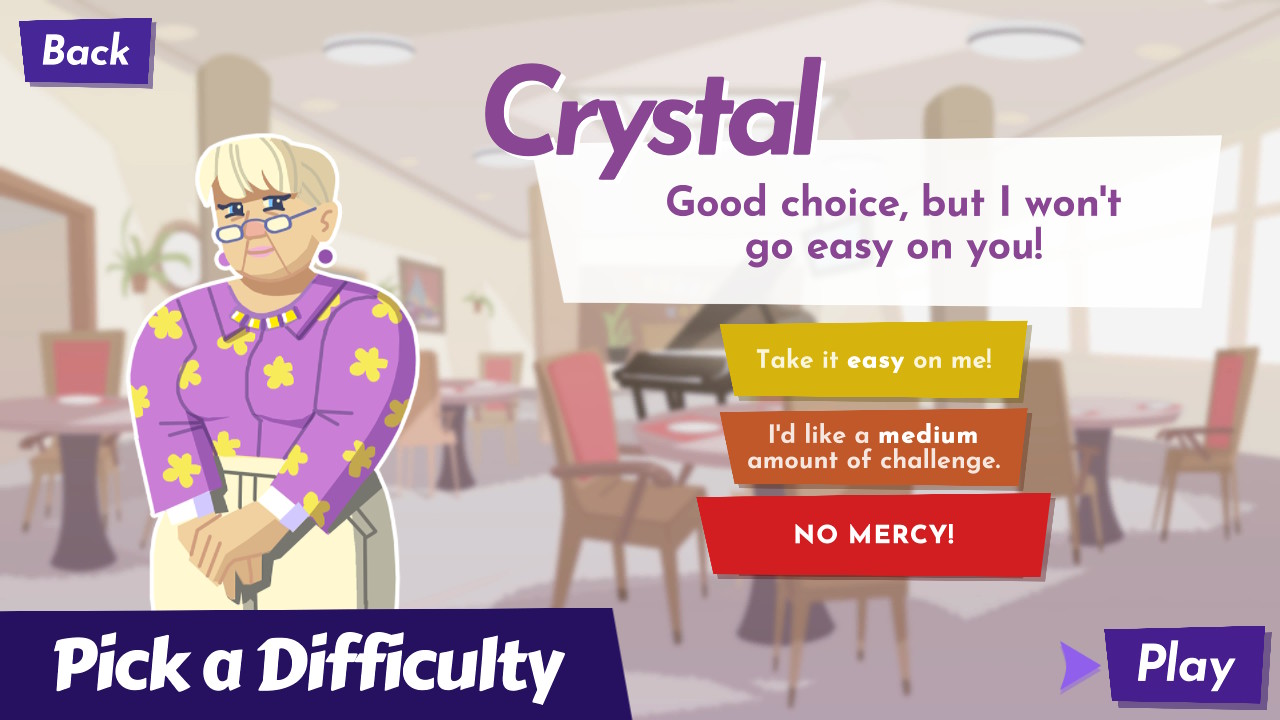 Back
Crystal
Good choice, but I won't
go easy on you!
Take it easy on me!
I'd like a medium
amount of challenge.
NO MERCY!
Pick a Difficulty
Play